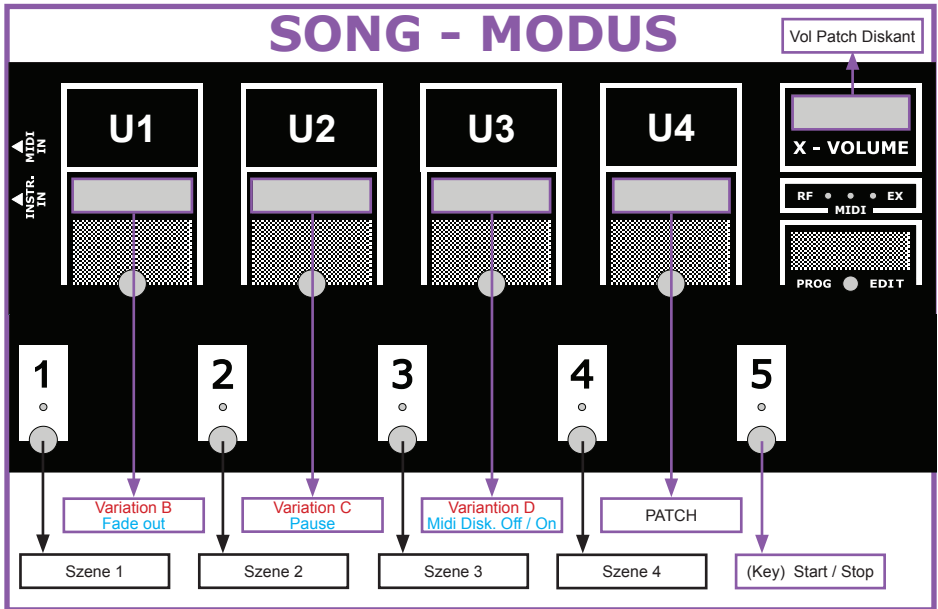 SONG - MODUS
Vol Patch Diskant
U1
U2
U3
U4
X - VOLUME
MIDI
IN
INSTR.
IN
RF
EX
MIDI
PROG
EDIT
1
2
3
4
5
Variation B
Fade out
Variation C
Pause
Variantion D
Midi Disk. Off / On
PATCH
Szene 1
Szene 2
Szene 3
Szene 4
(Key) Start / Stop